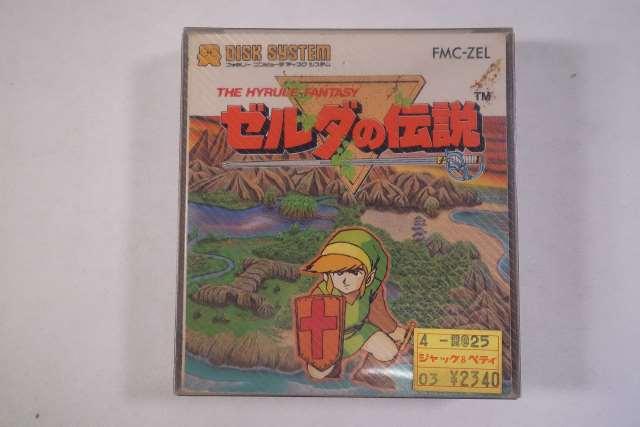 DISK SYSTEM
ファミリー コンピュータ ディスク システム
FMC-ZEL
THE HYRULE FANTASY
TM
ゼルダの伝説
ジャック&ベティ
03 ¥2340